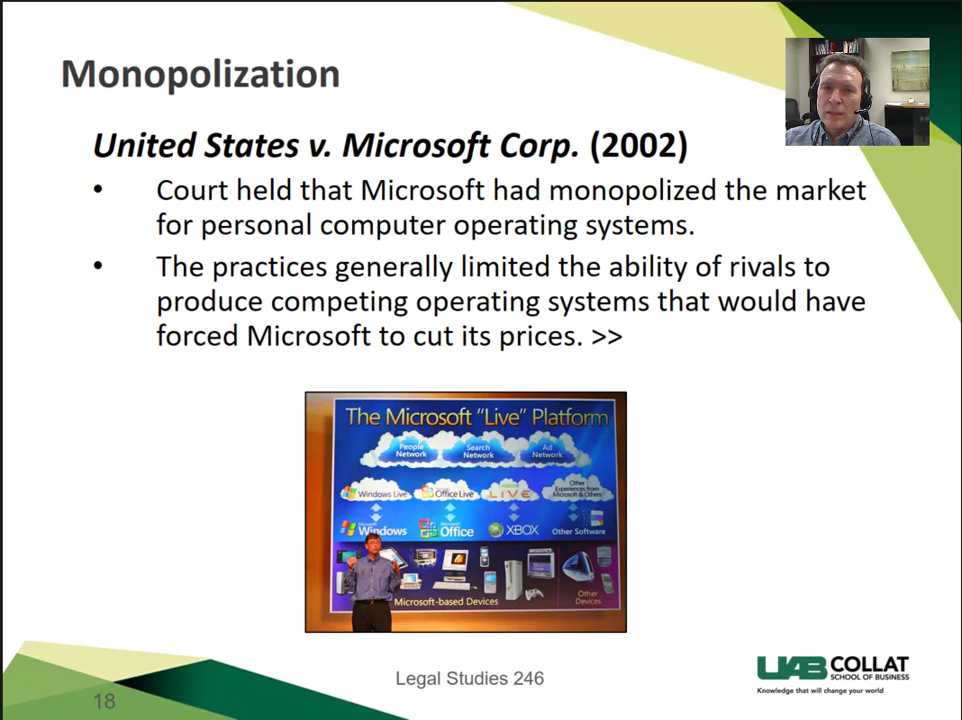 Monopolization
United States v. Microsoft Corp. (2002)
• Court held that Microsoft had monopolized the market
for personal computer operating systems.
• The practices generally limited the ability of rivals to
produce competing operating systems that would have
forced Microsoft to cut its prices. >>
The Microsoft "Live" Platform
People Network
Search Network
Ad Network
Windows Live
Office Live
LIVE
Other Experiences from Microsoft & Others
Windows
Office
XBOX
Other Software
Microsoft-based Devices
Other Devices
Legal Studies 246
18
UAB COLLAT
SCHOOL OF BUSINESS
Knowledge that will change your world